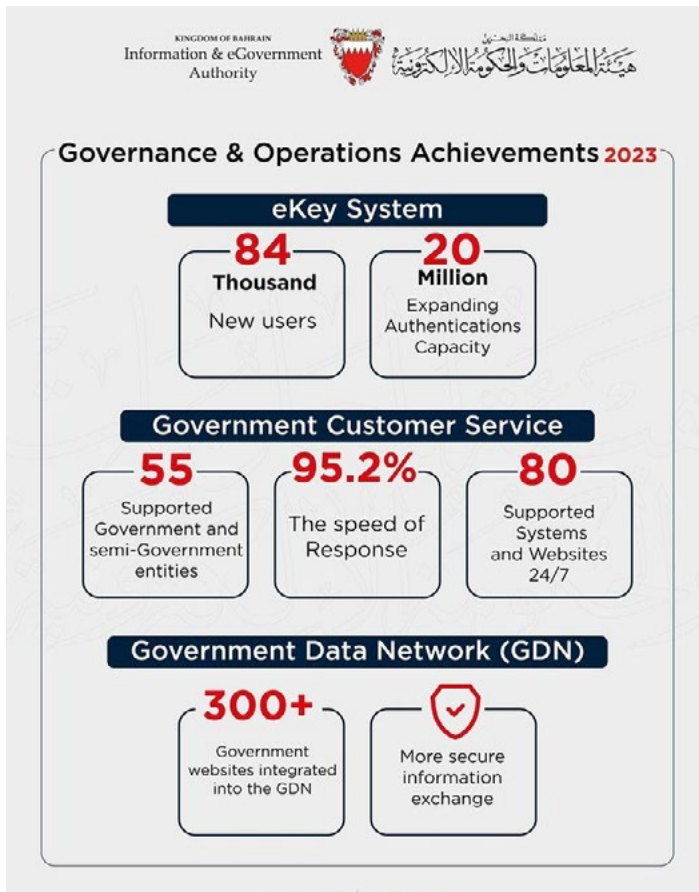 KINGDOM OF BAHRAIN
Information & eGovernment
Authority
مملكة البحرين
هيئة المعلومات والحكومة الإلكترونية
Governance & Operations Achievements 2023
eKey System
84
Thousand
New users
20
Million
Expanding
Authentications
Capacity
Government Customer Service
55
Supported
Government and
semi-Government
entities
95.2%
The speed of
Response
80
Supported
Systems
and Websites
24/7
Government Data Network (GDN)
300+
Government
websites integrated
into the GDN
More secure
information
exchange